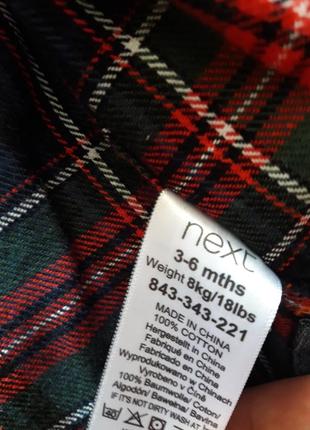 next
3-6 mths
Weight 8kg/18lbs
843-343-221
MADE IN CHINA
100% COTTON
Hergestellt in China
Fabriqué en Chine
Fabricado en China
Wyprodukowano w Chinach
Vyrobeno v Číně
100% Baumwolle/Coton/
Algodón/Bawełna/Bavlna
IF IT'S NOT DIRTY WASH AT